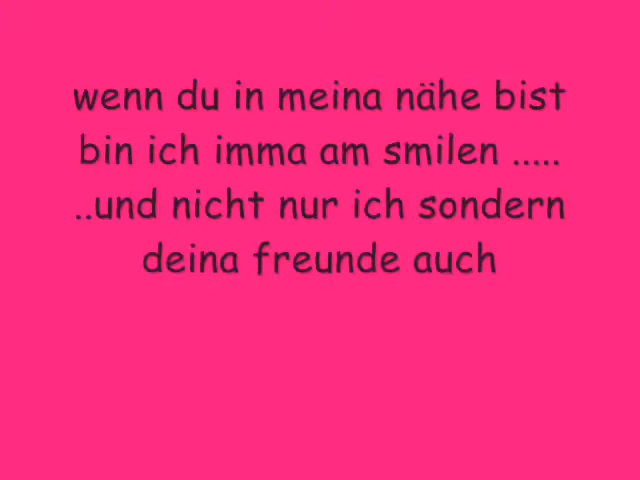 wenn du in meina nähe bist
bin ich imma am smilen .....
..und nicht nur ich sondern
deina freunde auch